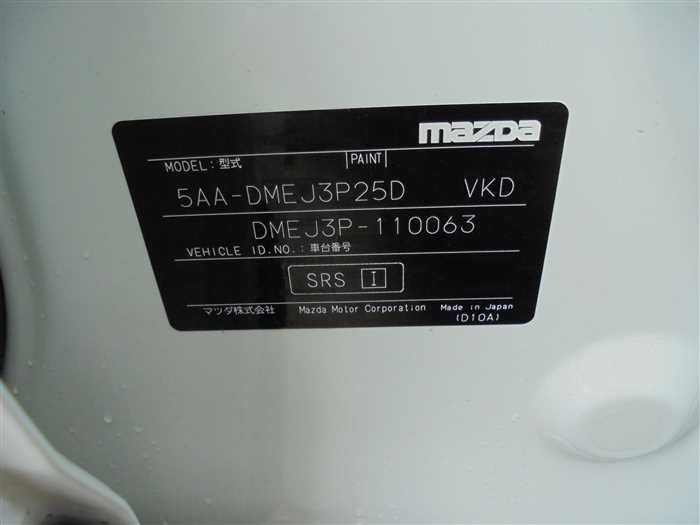 mazda
MODEL:型式 PAINT
5AA-DMEJ3P25D VKD
DMEJ3P-110063
VEHICLE ID.NO.:車台番号
SRS I
マツダ株式会社 Mazda Motor Corporation Made in Japan
(D10A)